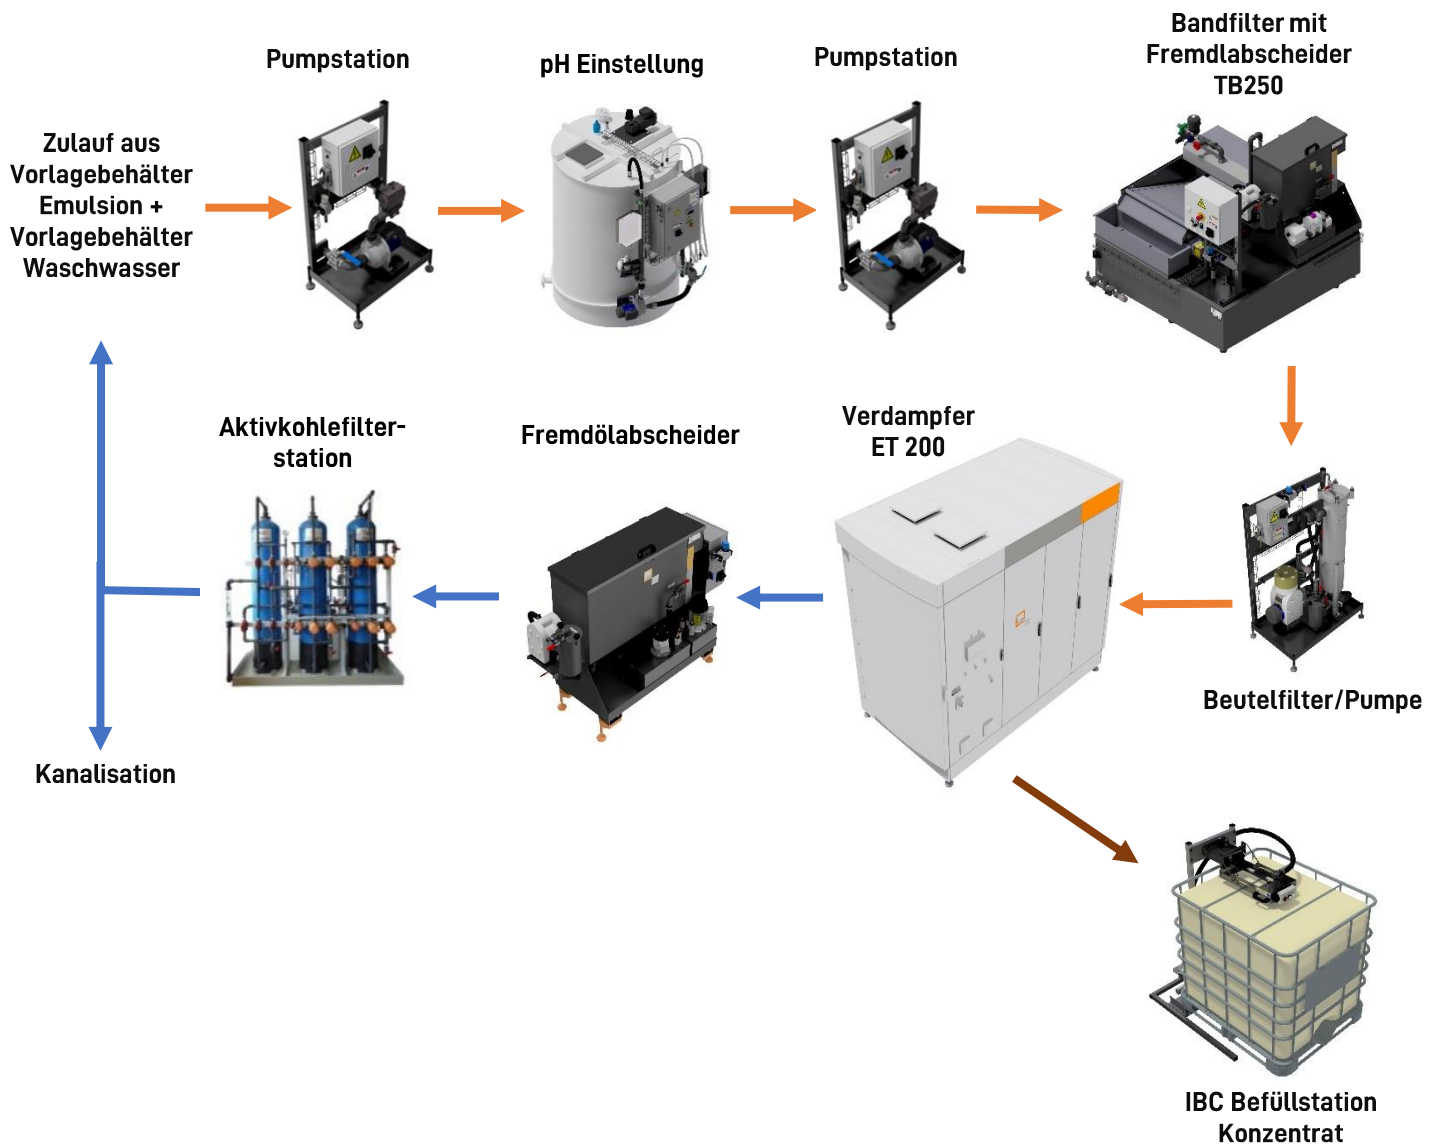 Pumpstation
pH Einstellung
Pumpstation
Bandfilter mit
Fremdlabscheider
TB250
Zulauf aus
Vorlagebehälter
Emulsion +
Vorlagebehälter
Waschwasser
Aktivkohlefilter-
station
Fremdölabscheider
Verdampfer
ET 200
Beutelfilter/Pumpe
Kanalisation
IBC Befüllstation
Konzentrat